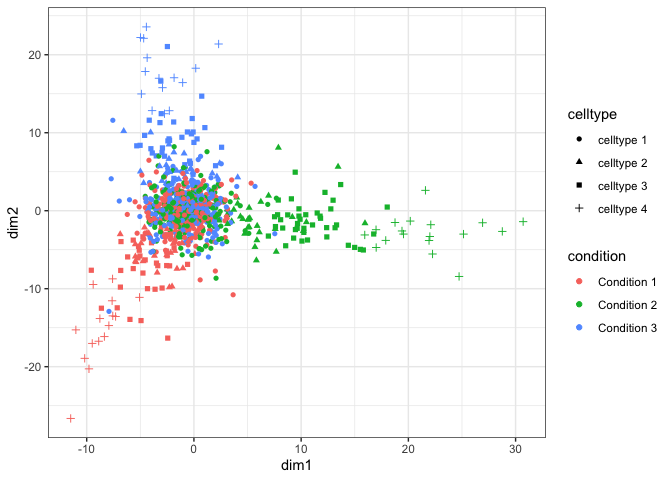 20
10
0
-10
-20
-10
0
10
20
30
dim1
dim2
celltype
celltype 1
celltype 2
celltype 3
celltype 4
condition
Condition 1
Condition 2
Condition 3